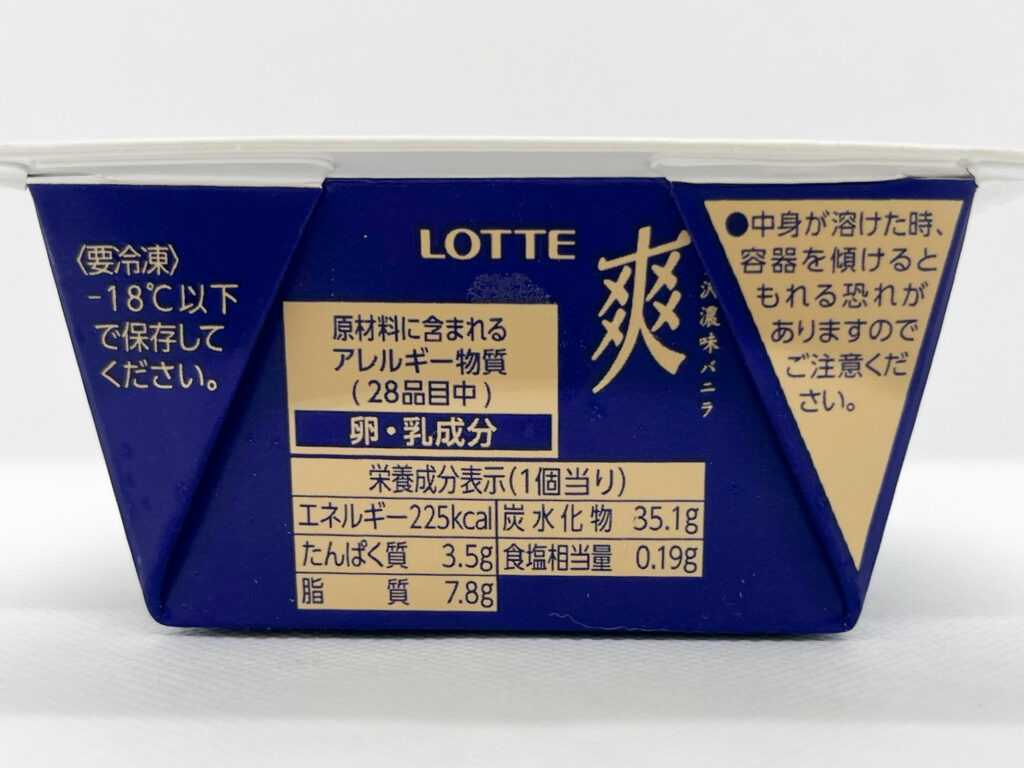 〈要冷凍〉
-18℃以下
で保存して
ください。
LOTTE
爽
沢濃味バニラ
原材料に含まれる
アレルギー物質
(28品目中)
卵・乳成分
栄養成分表示(1個当り)
エネルギー225kcal 炭水化物 35.1g
たんぱく質 3.5g 食塩相当量 0.19g
脂質 7.8g
●中身が溶けた時、
容器を傾けると
もれる恐れが
ありますので
ご注意くだ
さい。